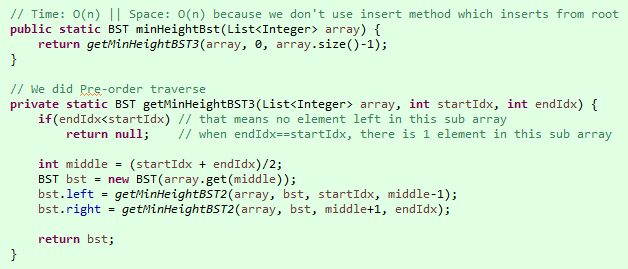 // Time: O(n) || Space: O(n) because we don't use insert method which inserts from root
public static BST minHeightBst(List<Integer> array) {
    return getMinHeightBST3(array, 0, array.size()-1);
}
// We did Pre-order traverse
private static BST getMinHeightBST3(List<Integer> array, int startIdx, int endIdx) {
    if(endIdx<startIdx) // that means no element left in this sub array
        return null;    // when endIdx==startIdx, there is 1 element in this sub array
    int middle = (startIdx + endIdx)/2;
    BST bst = new BST(array.get(middle));
    bst.left = getMinHeightBST2(array, bst, startIdx, middle-1);
    bst.right = getMinHeightBST2(array, bst, middle+1, endIdx);
    return bst;
}